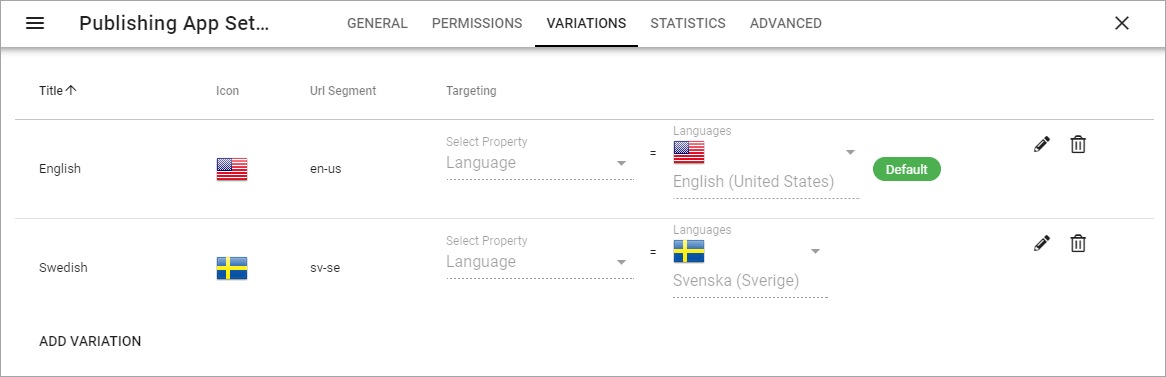 Publishing App Set... GENERAL PERMISSIONS VARIATIONS STATISTICS ADVANCED
Title Icon Url Segment Targeting
English en-us Select Property Language = Languages English (United States) Default
Swedish sv-se Select Property Language = Languages Svenska (Sverige)
ADD VARIATION